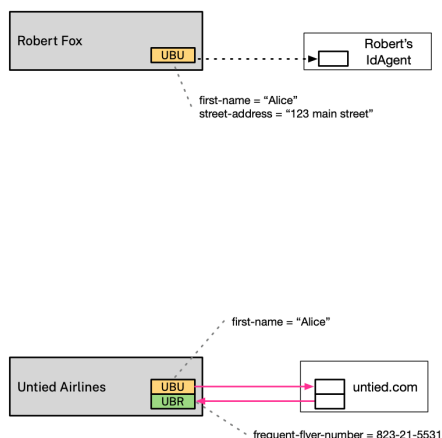 Robert Fox
UBU
Robert's
IdAgent
first-name = “Alice”
street-address = “123 main street”
first-name = “Alice”
Untied Airlines
UBU
UBR
untied.com
frequent-flyer-number = 823-21-5531